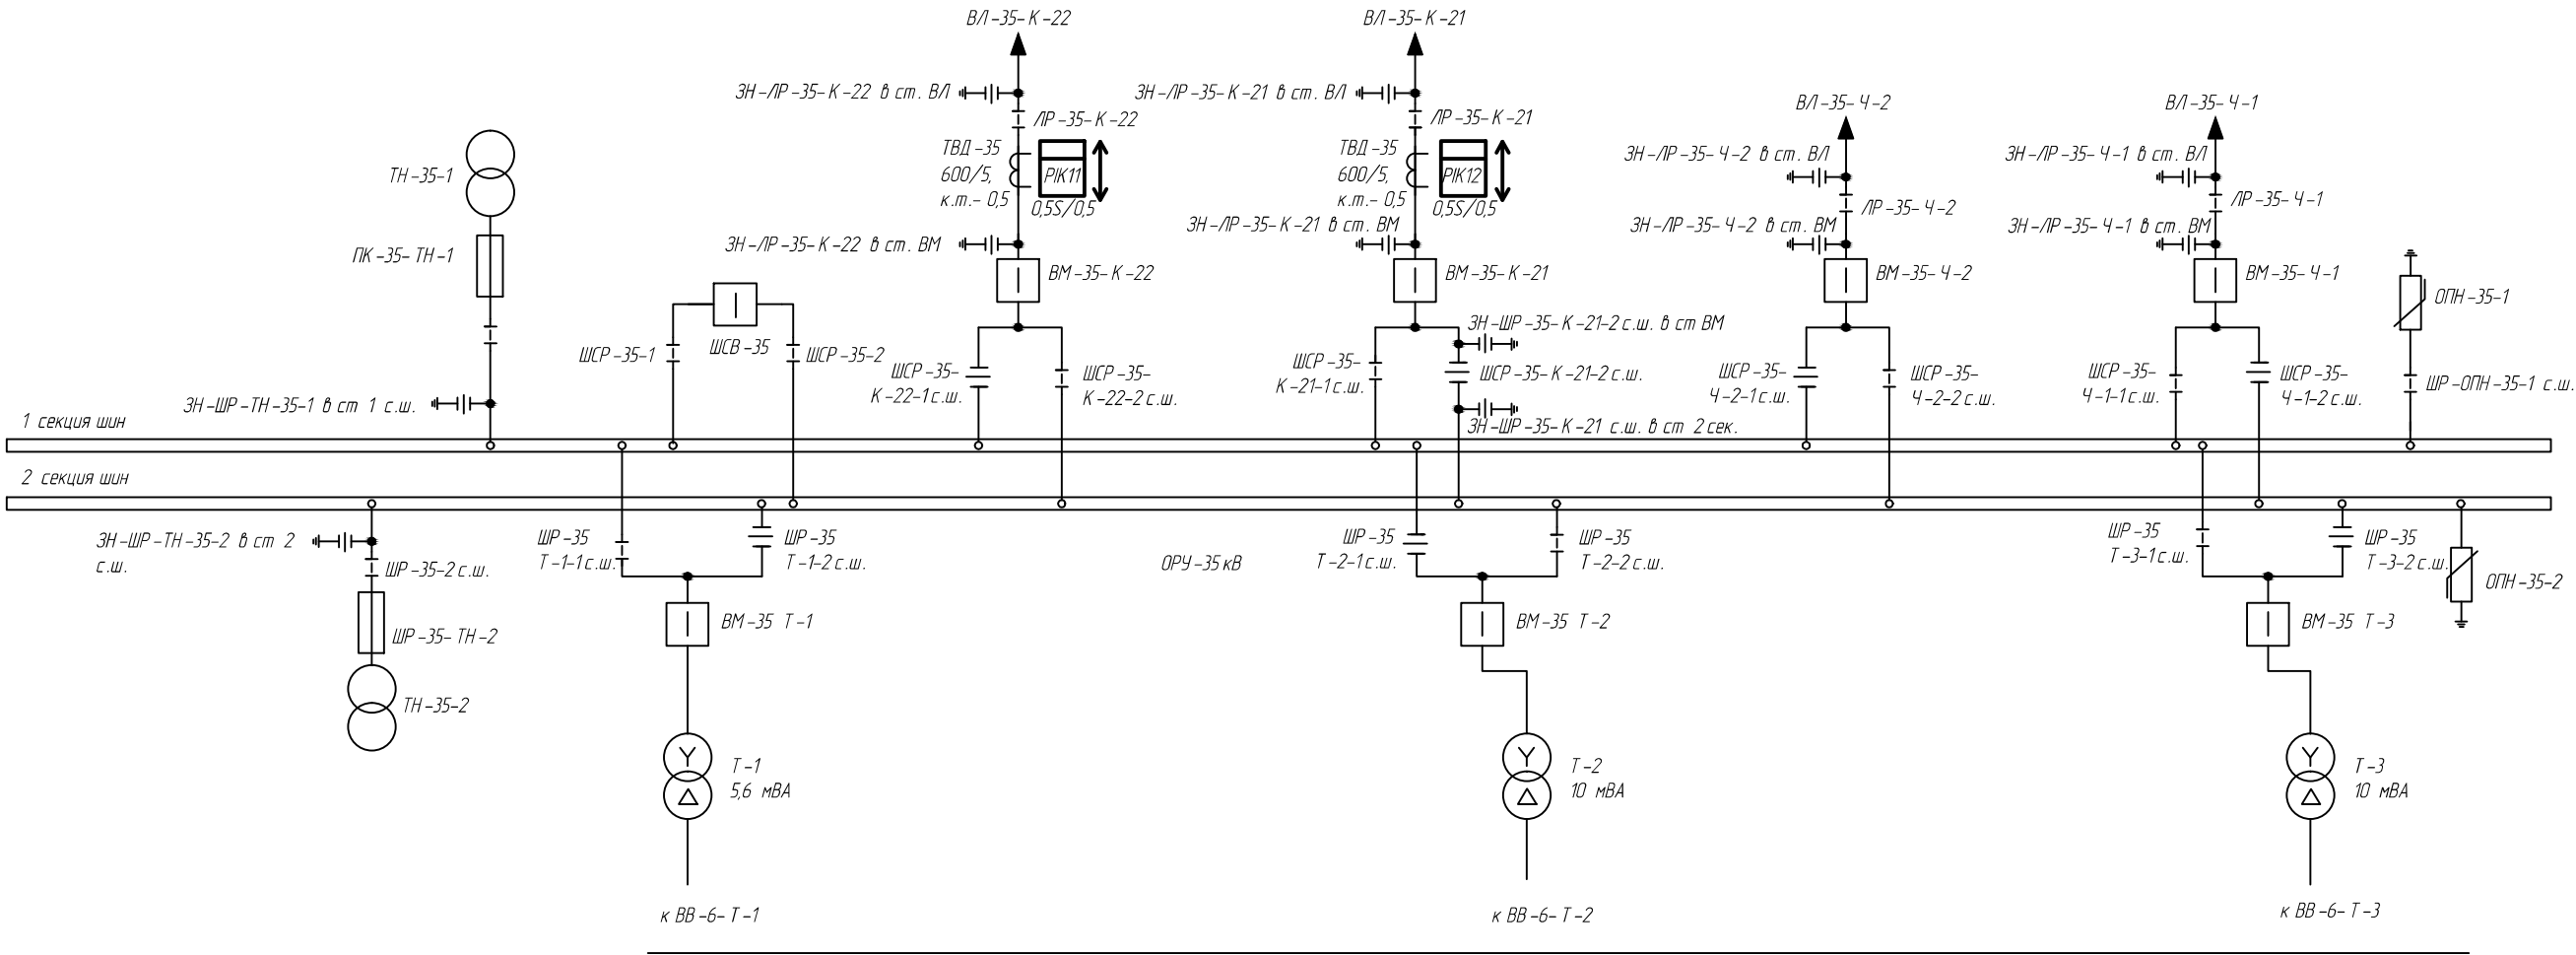 ВЛ-35-К-22
ВЛ-35-К-21
ЗН-ЛР-35-К-22 в ст. ВЛ
ЗН-ЛР-35-К-21 в ст. ВЛ
ВЛ-35-Ч-2
ВЛ-35-Ч-1
ЛР-35-К-22
ЛР-35-К-21
ТВД-35
600/5,
к.т.- 0,5
PIK11
0,5S/0,5
ТВД-35
600/5,
к.т.- 0,5
PIK12
0,5S/0,5
ЗН-ЛР-35-Ч-2 в ст. ВЛ
ЗН-ЛР-35-Ч-1 в ст. ВЛ
ТН-35-1
ЛР-35-Ч-2
ЛР-35-Ч-1
ЗН-ЛР-35-К-22 в ст. ВМ
ЗН-ЛР-35-К-21 в ст. ВМ
ЗН-ЛР-35-Ч-2 в ст. ВМ
ЗН-ЛР-35-Ч-1 в ст. ВМ
ПК-35-ТН-1
ВМ-35-К-22
ВМ-35-К-21
ВМ-35-Ч-2
ВМ-35-Ч-1
ОПН-35-1
ЗН-ШР-35-К-21-2 с.ш. в ст ВМ
ШСР-35-1
ШСВ-35
ШСР-35-2
ШСР-35-
К-22-1с.ш.
ШСР-35-
К-22-2 с.ш.
ШСР-35-
К-21-1с.ш.
ШСР-35-К-21-2 с.ш.
ШСР-35-
Ч-2-1с.ш.
ШСР-35-
Ч-2-2 с.ш.
ШСР-35-
Ч-1-1с.ш.
ШСР-35-
Ч-1-2 с.ш.
ШР-ОПН-35-1 с.ш.
ЗН-ШР-ТН-35-1 в ст 1 с.ш.
ЗН-ШР-35-К-21 с.ш. в ст 2 сек.
1 секция шин
2 секция шин
ЗН-ШР-ТН-35-2 в ст 2
с.ш.
ШР-35-2 с.ш.
ШР-35
Т-1-1с.ш.
ШР-35
Т-1-2 с.ш.
ОРУ-35 кВ
ШР-35
Т-2-1с.ш.
ШР-35
Т-2-2 с.ш.
ШР-35
Т-3-1с.ш.
ШР-35
Т-3-2 с.ш.
ОПН-35-2
ШР-35-ТН-2
ВМ-35 Т-1
ВМ-35 Т-2
ВМ-35 Т-3
ТН-35-2
Т-1
5,6 мВА
Т-2
10 мВА
Т-3
10 мВА
к ВВ-6-Т-1
к ВВ-6-Т-2
к ВВ-6-Т-3